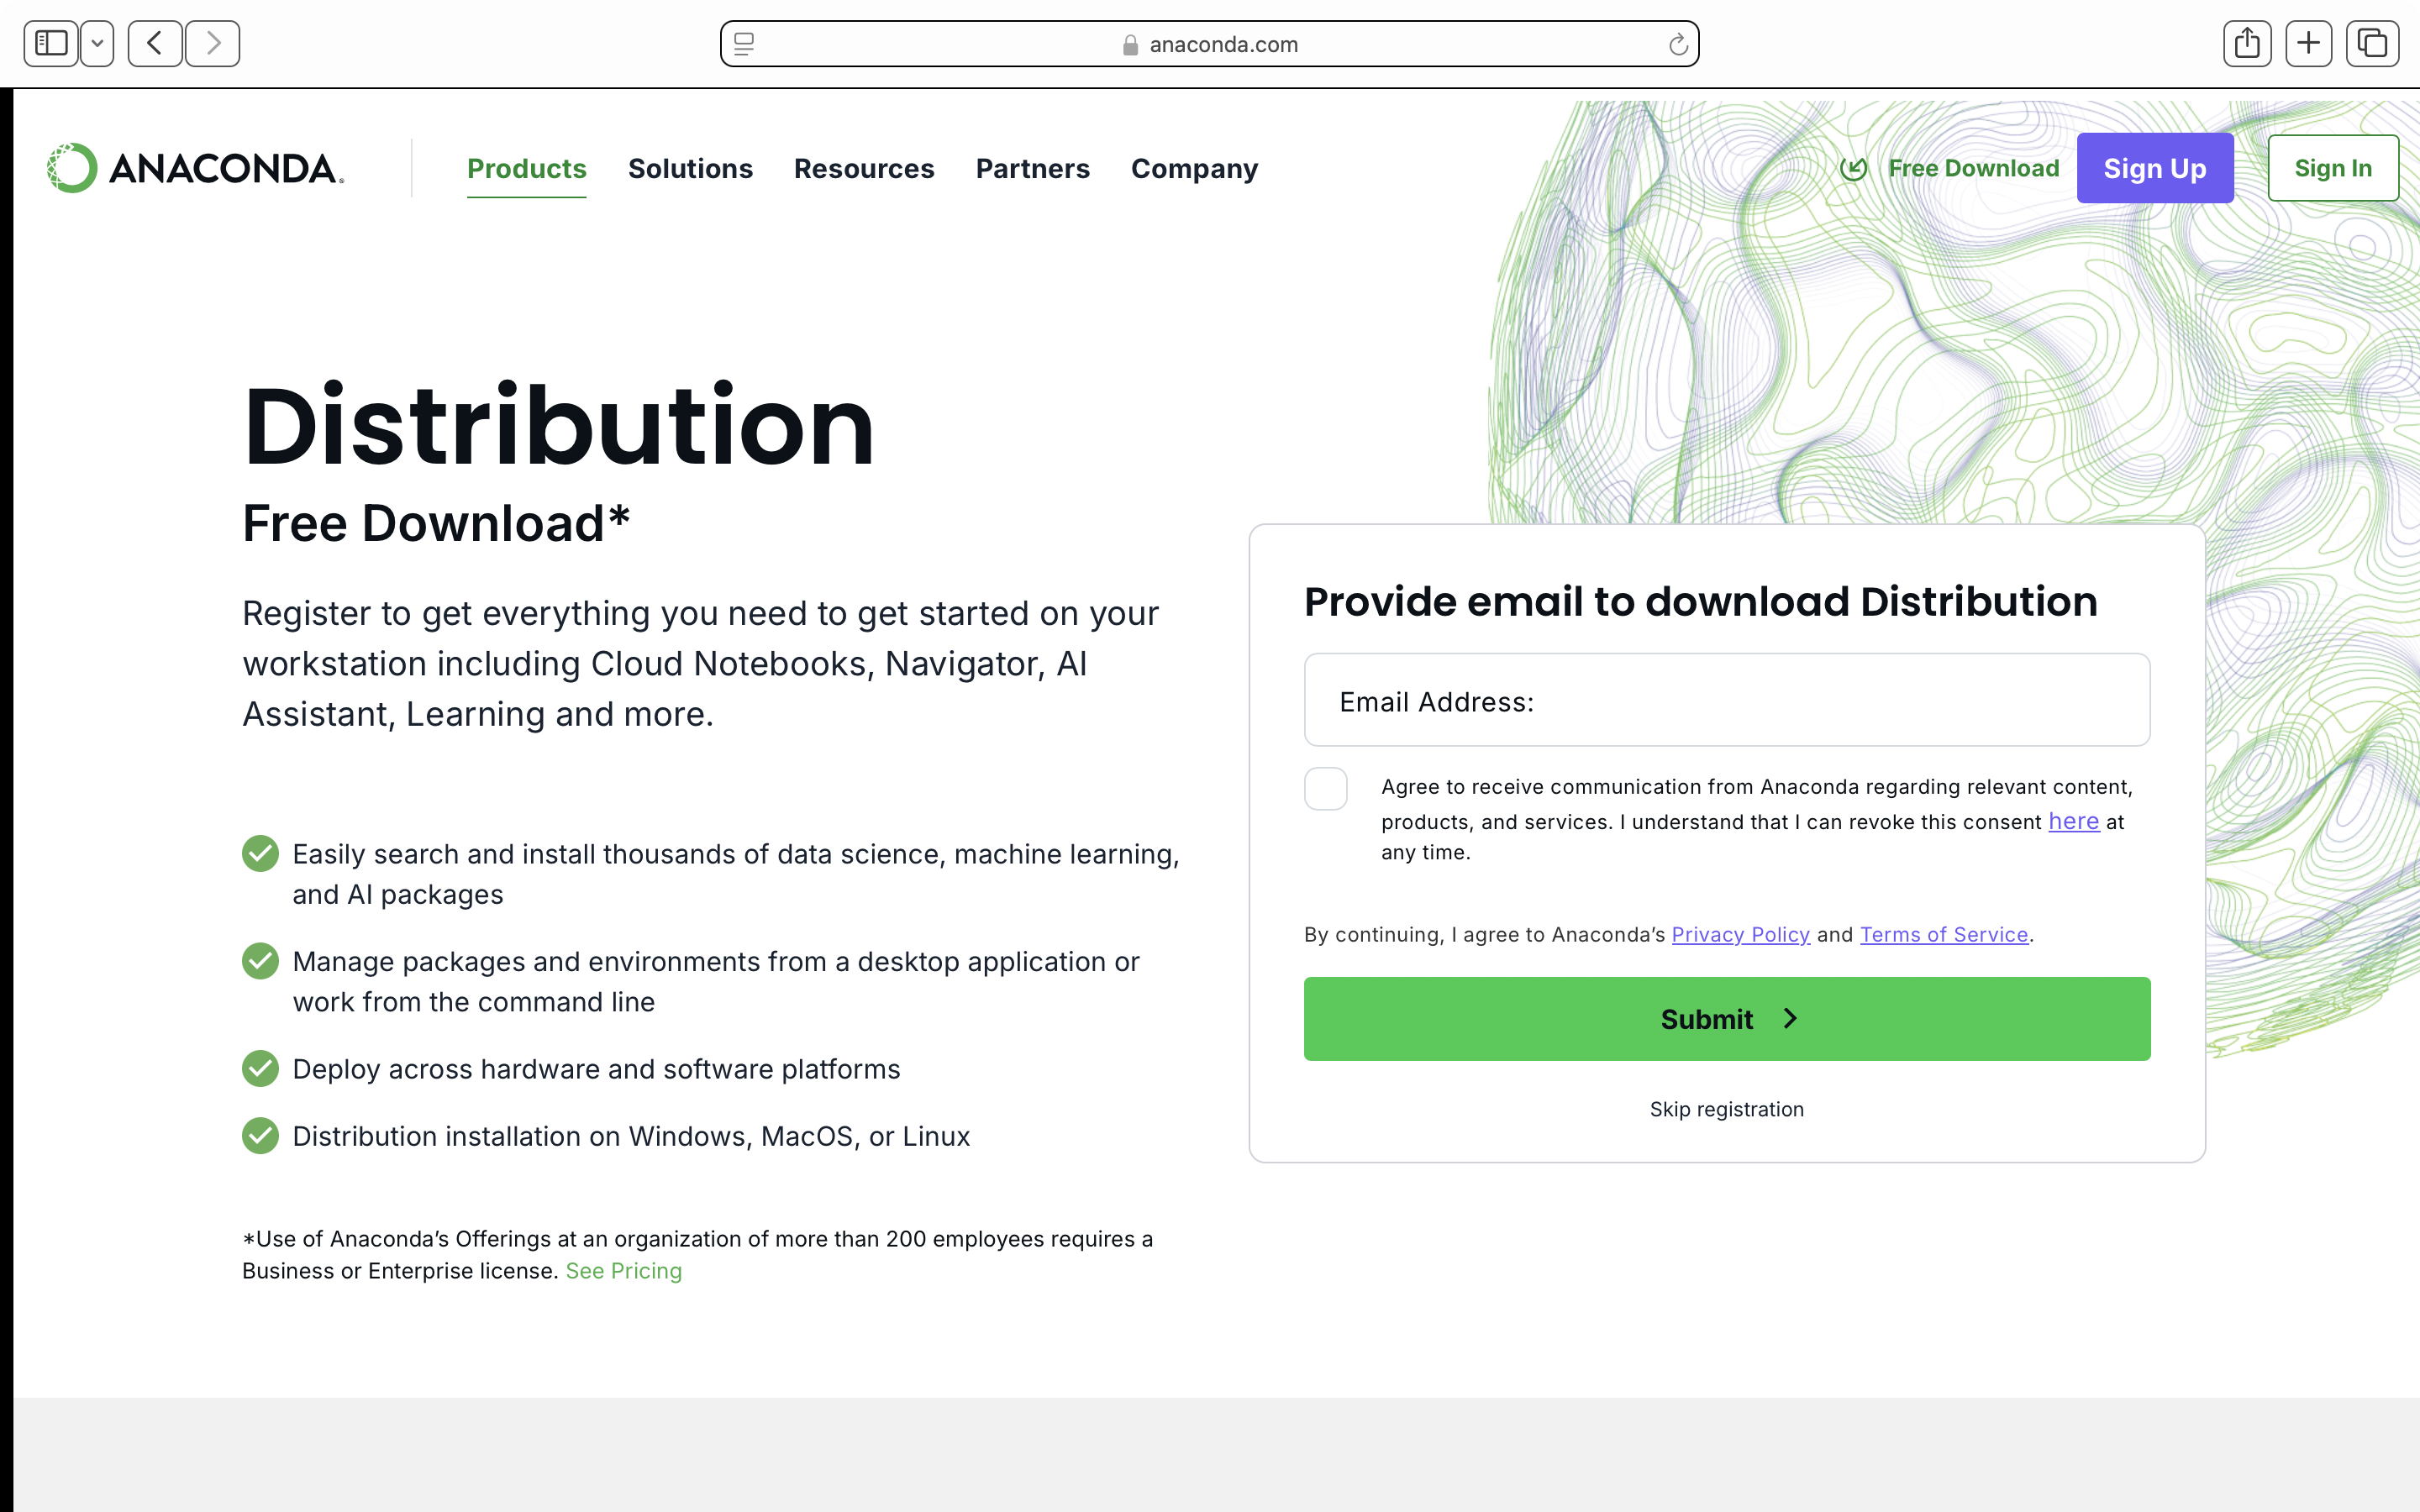 anaconda.com
ANACONDA.
Products Solutions Resources Partners Company
Free Download
Sign Up
Sign In
Distribution
Free Download*
Register to get everything you need to get started on your
workstation including Cloud Notebooks, Navigator, AI
Assistant, Learning and more.
Easily search and install thousands of data science, machine learning,
and AI packages
Manage packages and environments from a desktop application or
work from the command line
Deploy across hardware and software platforms
Distribution installation on Windows, MacOS, or Linux
*Use of Anaconda’s Offerings at an organization of more than 200 employees requires a
Business or Enterprise license. See Pricing
Provide email to download Distribution
Email Address:
Agree to receive communication from Anaconda regarding relevant content,
products, and services. I understand that I can revoke this consent here at
any time.
By continuing, I agree to Anaconda’s Privacy Policy and Terms of Service.
Submit
Skip registration